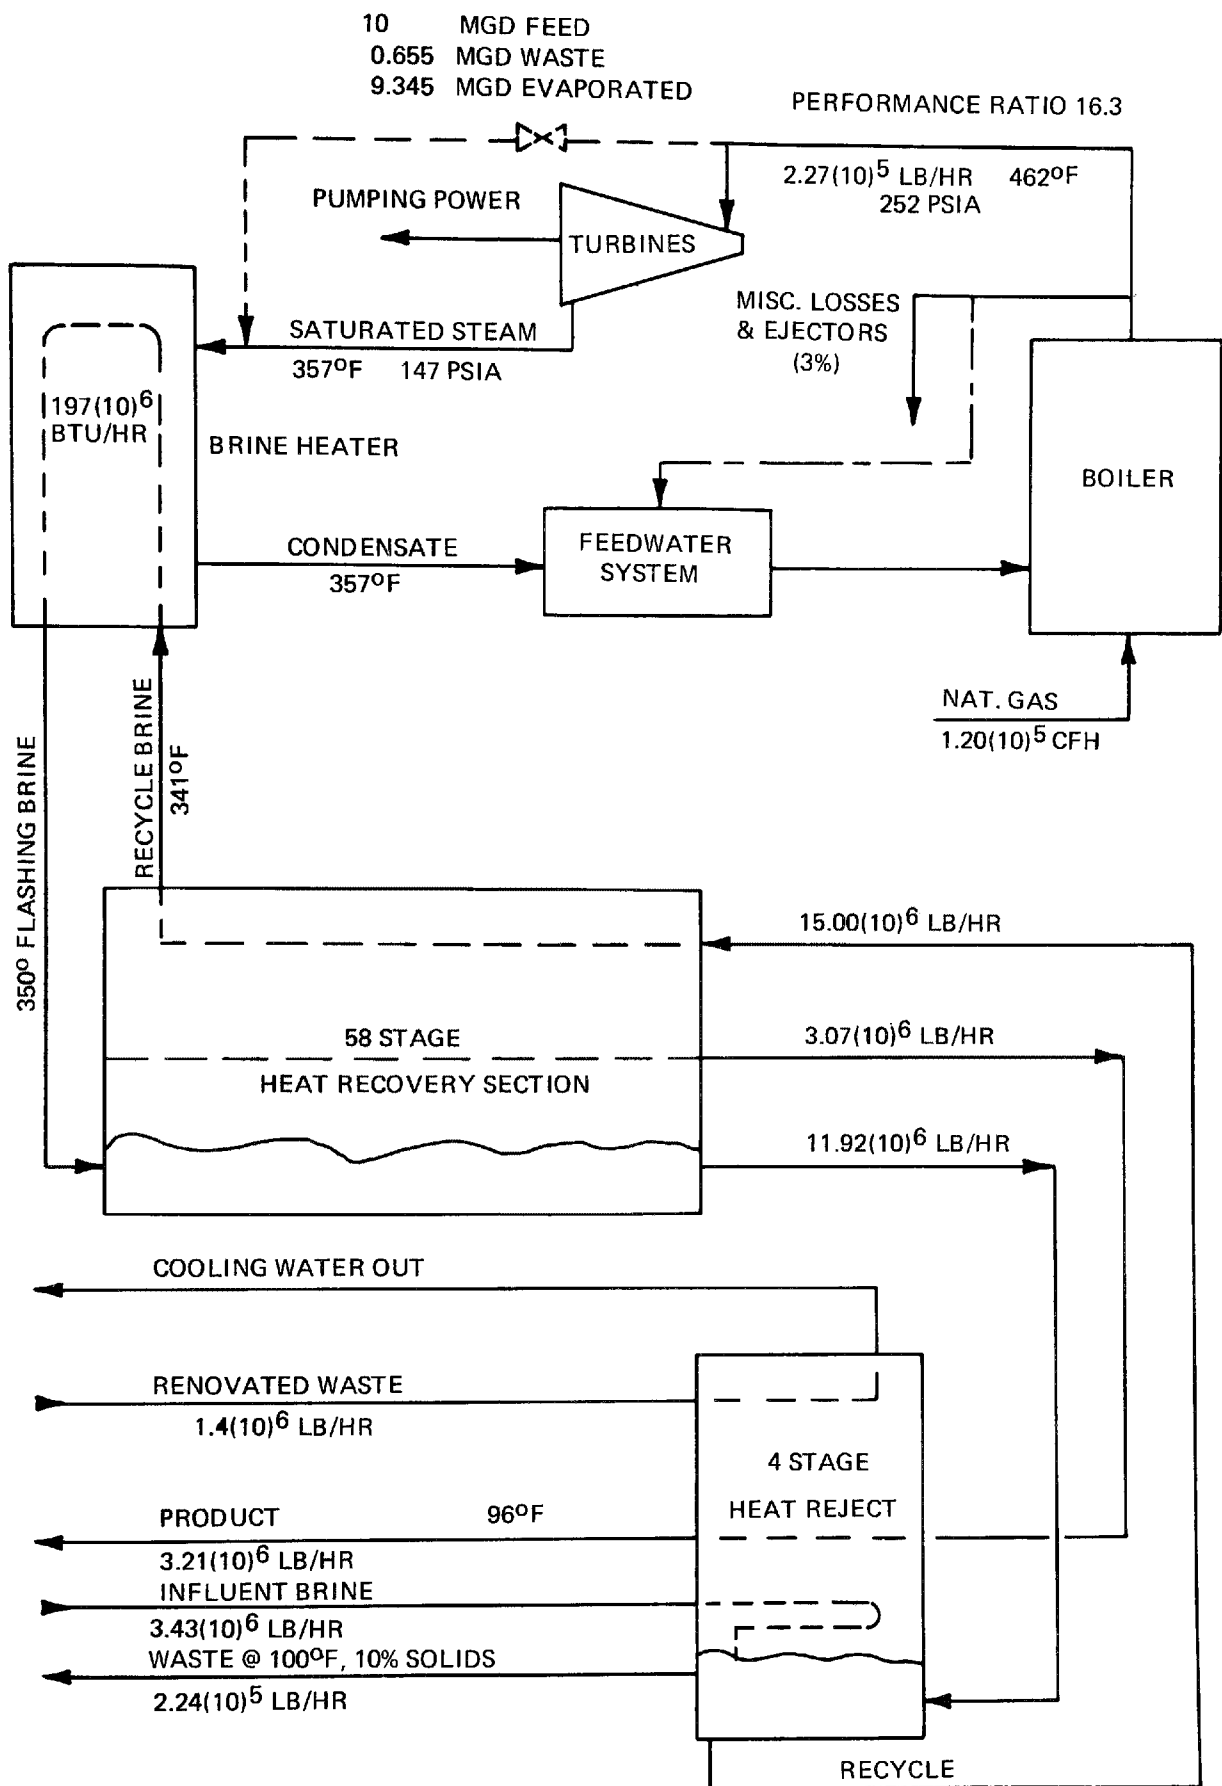 10 MGD FEED
0.655 MGD WASTE
9.345 MGD EVAPORATED
PERFORMANCE RATIO 16.3
2.27(10)⁵ LB/HR 462ºF
252 PSIA
PUMPING POWER
TURBINES
MISC. LOSSES
& EJECTORS
(3%)
SATURATED STEAM
357ºF 147 PSIA
197(10)⁶
BTU/HR
BRINE HEATER
BOILER
CONDENSATE
357ºF
FEEDWATER
SYSTEM
NAT. GAS
1.20(10)⁵ CFH
350º FLASHING BRINE
RECYCLE BRINE
341ºF
15.00(10)⁶ LB/HR
58 STAGE
HEAT RECOVERY SECTION
3.07(10)⁶ LB/HR
11.92(10)⁶ LB/HR
COOLING WATER OUT
RENOVATED WASTE
1.4(10)⁶ LB/HR
4 STAGE
HEAT REJECT
PRODUCT 96ºF
3.21(10)⁶ LB/HR
INFLUENT BRINE
3.43(10)⁶ LB/HR
WASTE @ 100ºF, 10% SOLIDS
2.24(10)⁵ LB/HR
RECYCLE